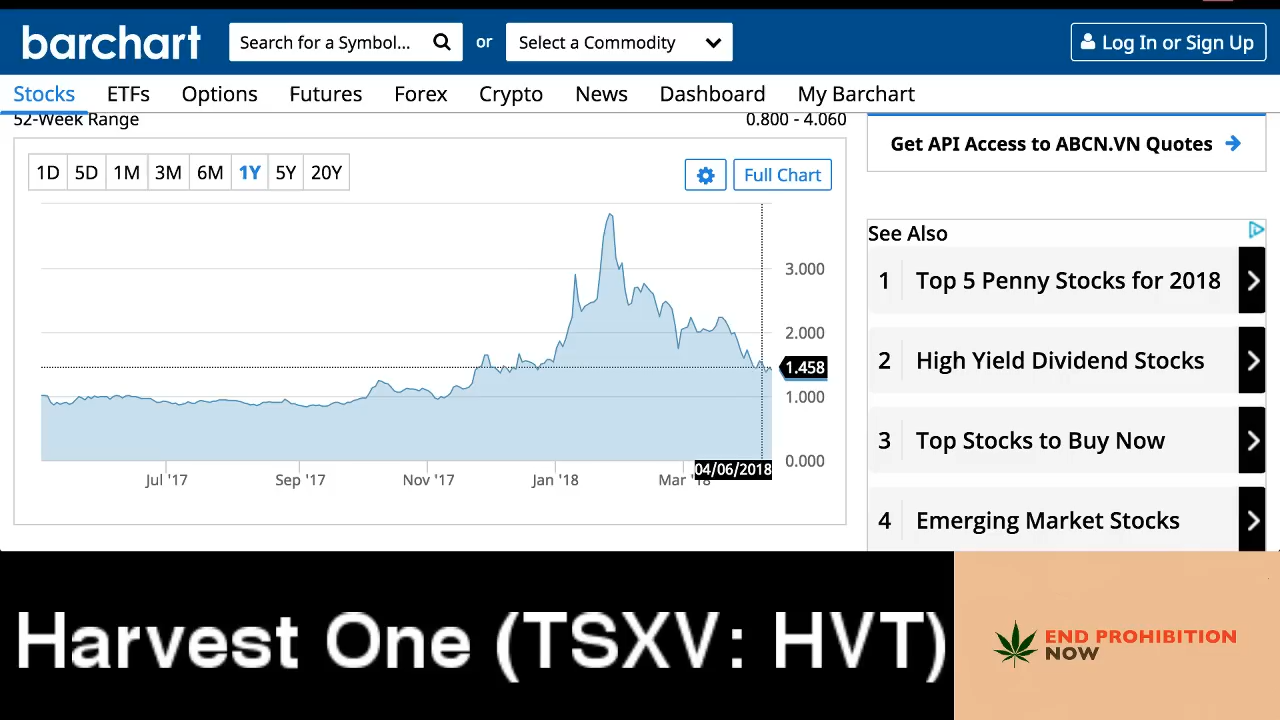 barchart
Search for a Symbol...
or
Select a Commodity
Log In or Sign Up
Stocks ETFs Options Futures Forex Crypto News Dashboard My Barchart
52-Week Range 0.800 - 4.060
1D 5D 1M 3M 6M 1Y 5Y 20Y
Full Chart
3.000
2.000
1.458
1.000
0.000
Jul '17 Sep '17 Nov '17 Jan '18 Mar '18
04/06/2018
Get API Access to ABCN.VN Quotes
See Also
1 Top 5 Penny Stocks for 2018
2 High Yield Dividend Stocks
3 Top Stocks to Buy Now
4 Emerging Market Stocks
Harvest One (TSXV: HVT)
END PROHIBITION
NOW